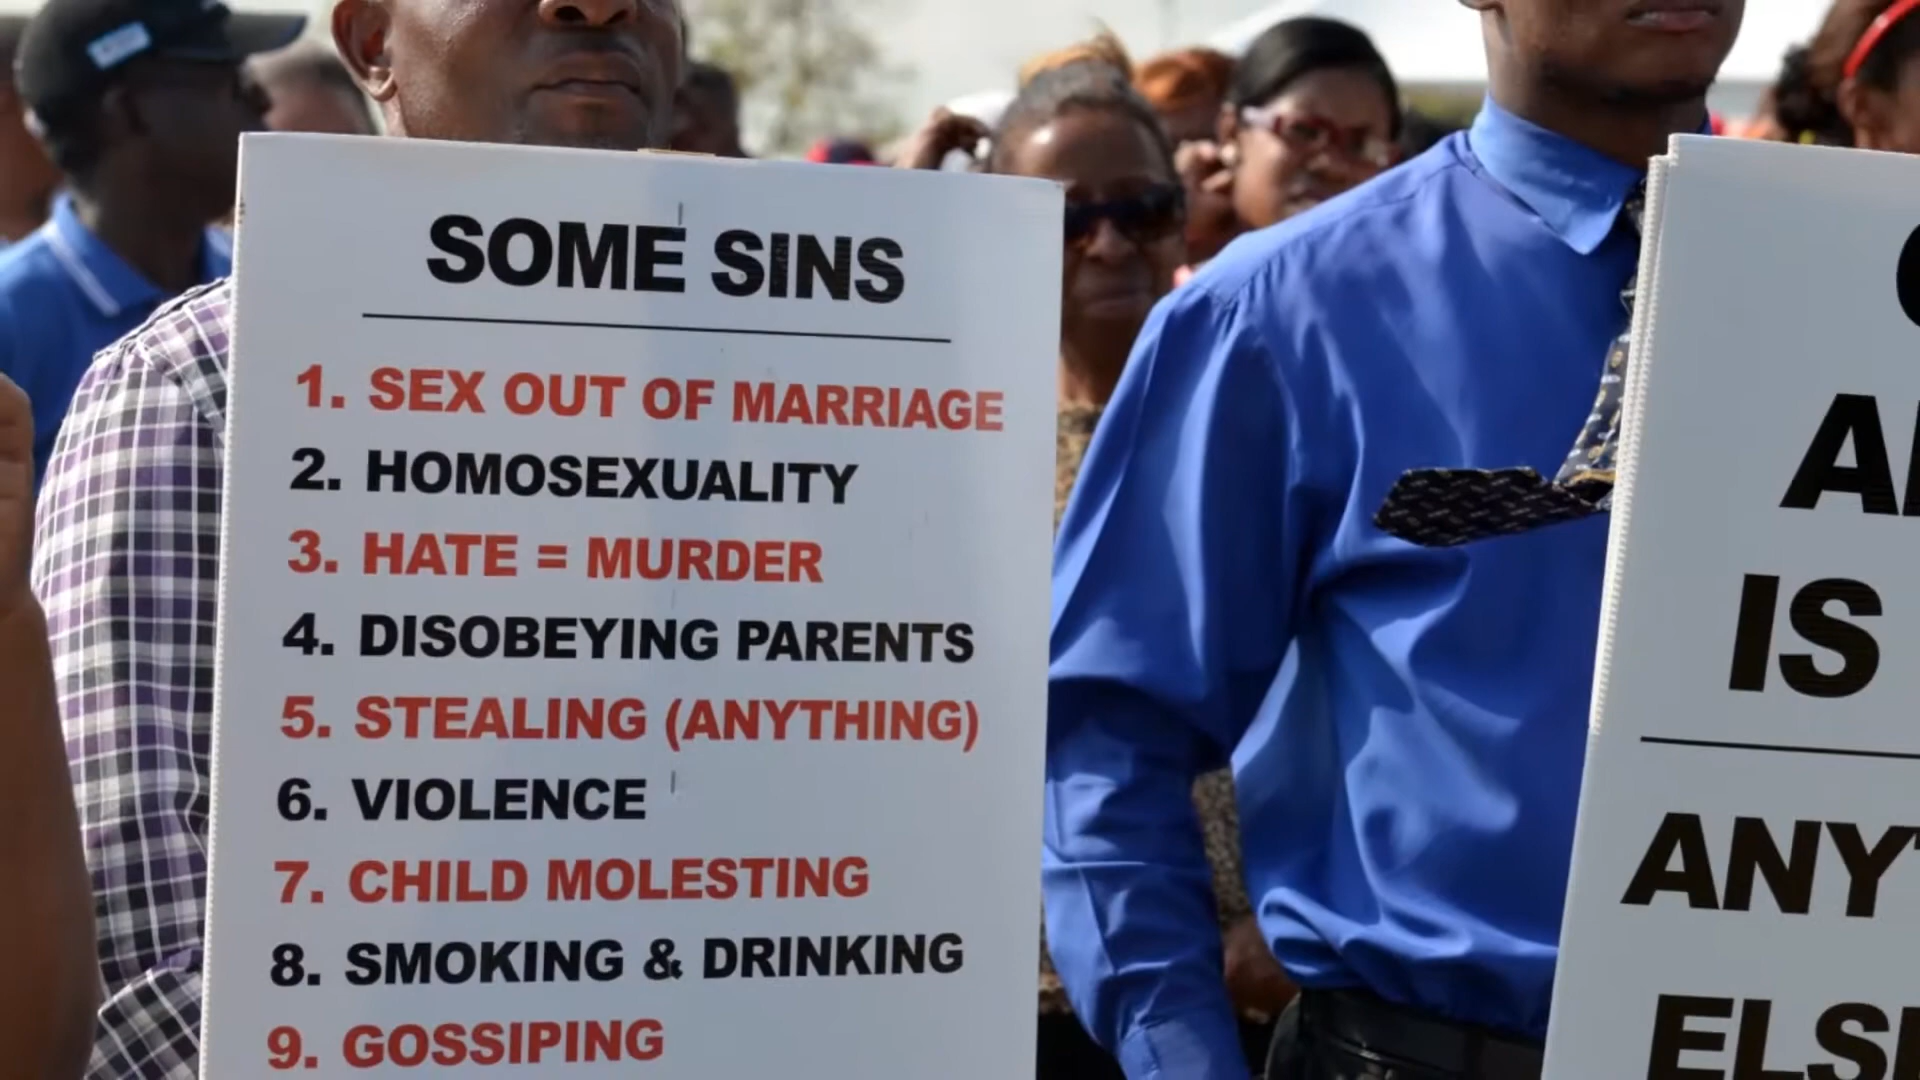 SOME SINS
1. SEX OUT OF MARRIAGE
2. HOMOSEXUALITY
3. HATE = MURDER
4. DISOBEYING PARENTS
5. STEALING (ANYTHING)
6. VIOLENCE
7. CHILD MOLESTING
8. SMOKING & DRINKING
9. GOSSIPING
IS